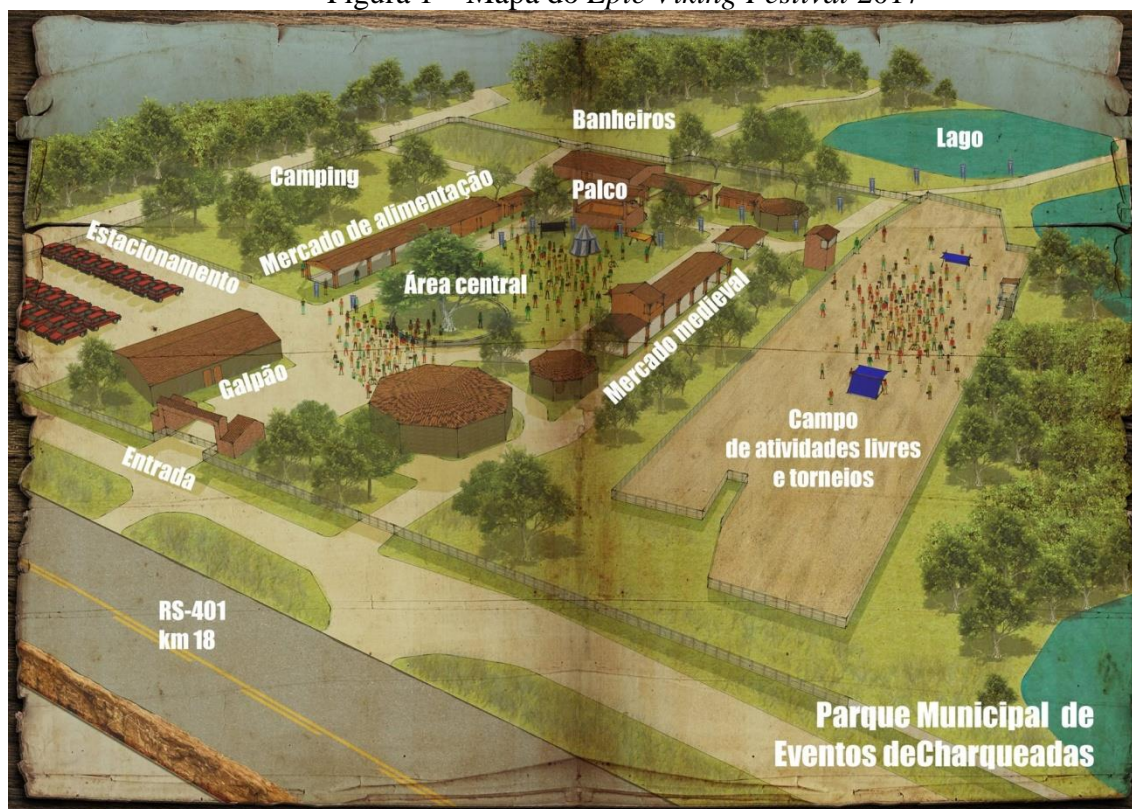 Figura 1 – Mapa do Epic Viking Festival 2017
Banheiros
Lago
Camping
Palco
Mercado de alimentação
Estacionamento
Área central
Mercado medieval
Galpão
Campo
de atividades livres
e torneios
Entrada
RS-401
km 18
Parque Municipal de
Eventos deCharqueadas